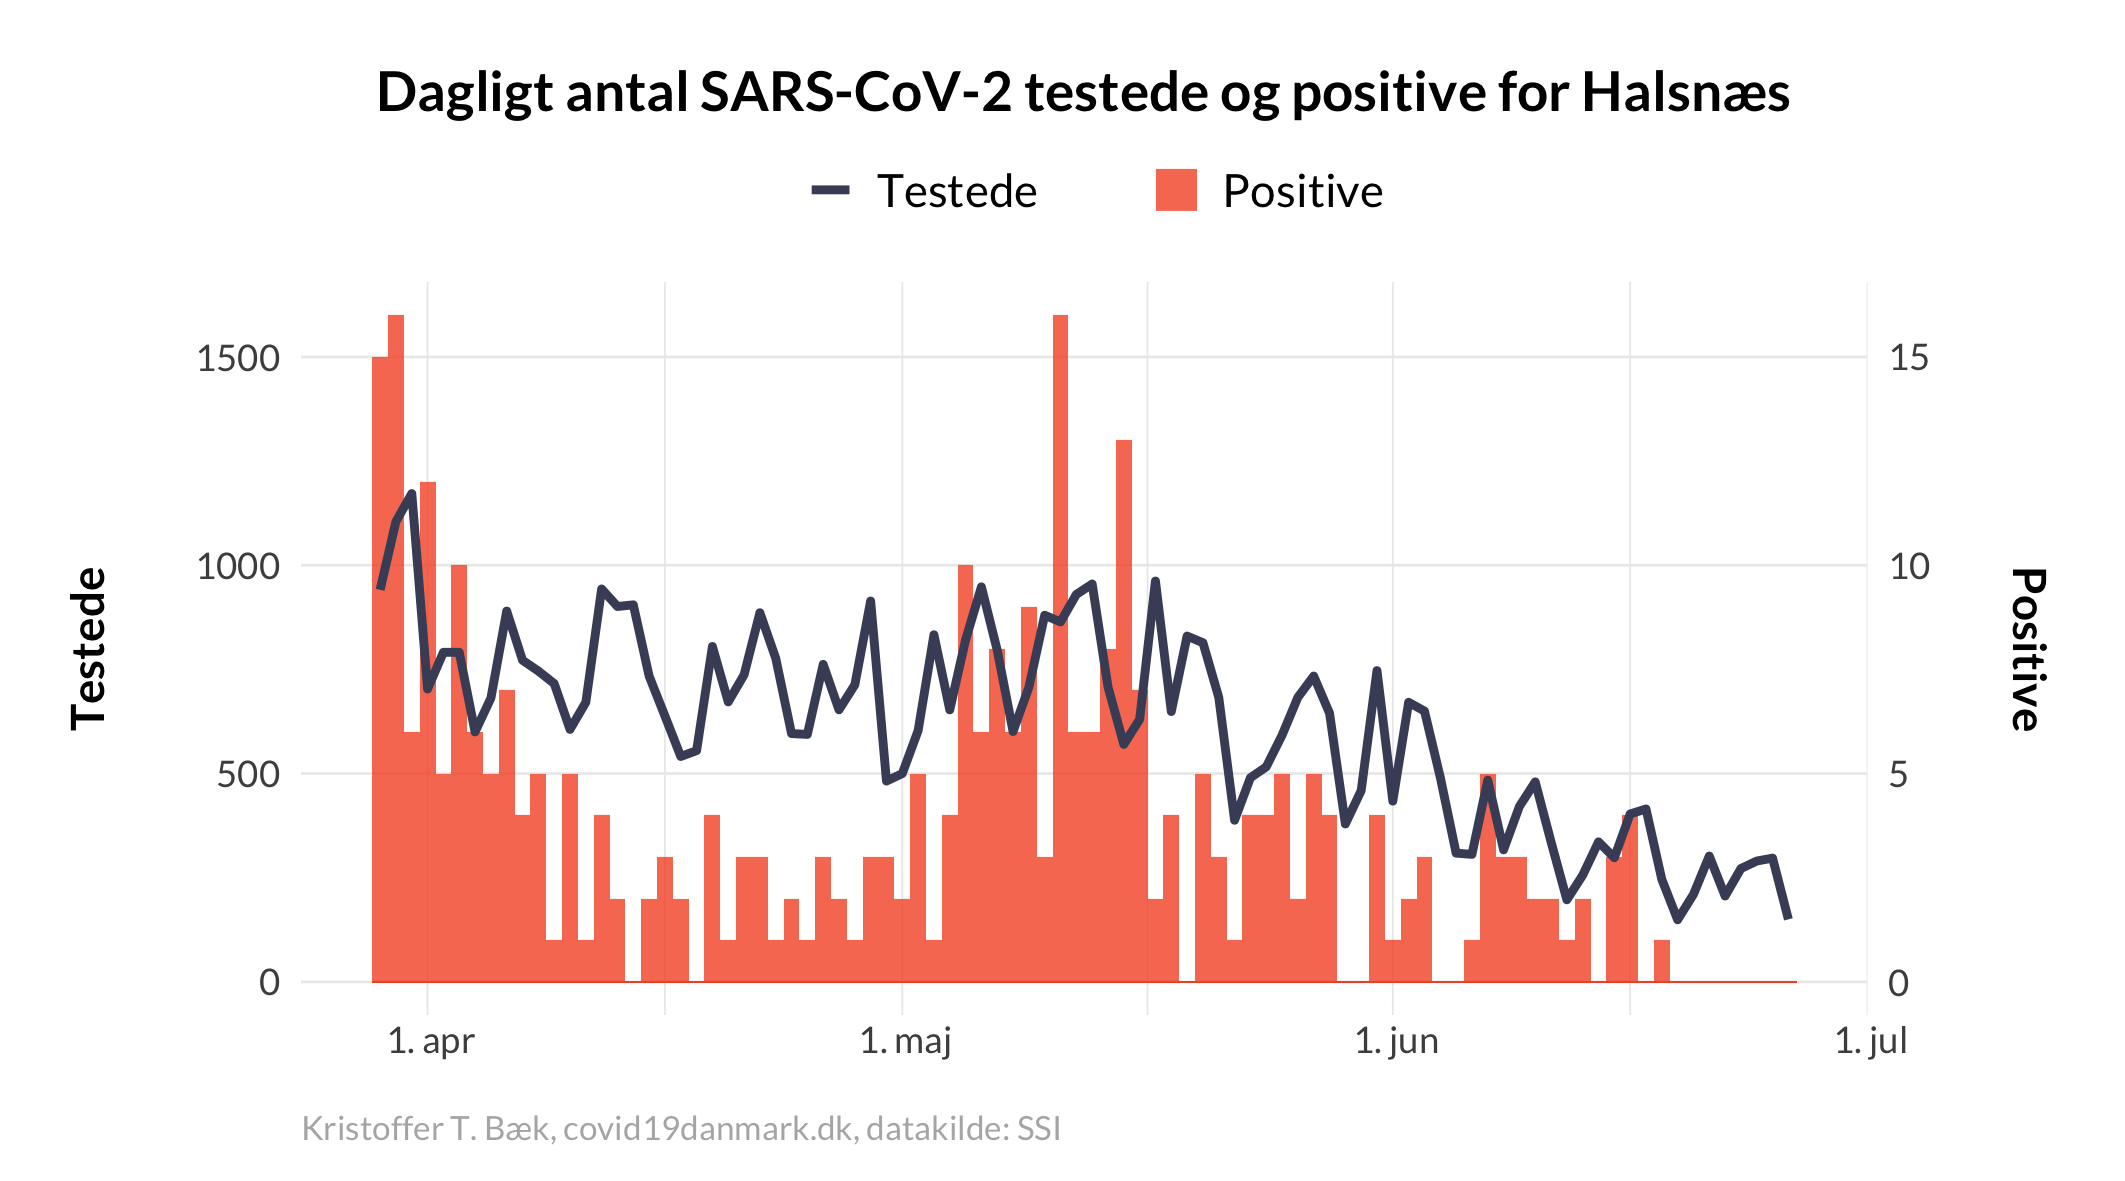 Dagligt antal SARS-CoV-2 testede og positive for Halsnæs
Testede
Positive
Testede
1500
1000
500
0
15
10
5
0
Positive
1. apr
1. maj
1. jun
1. jul
Kristoffer T. Bæk, covid19danmark.dk, datakilde: SSI